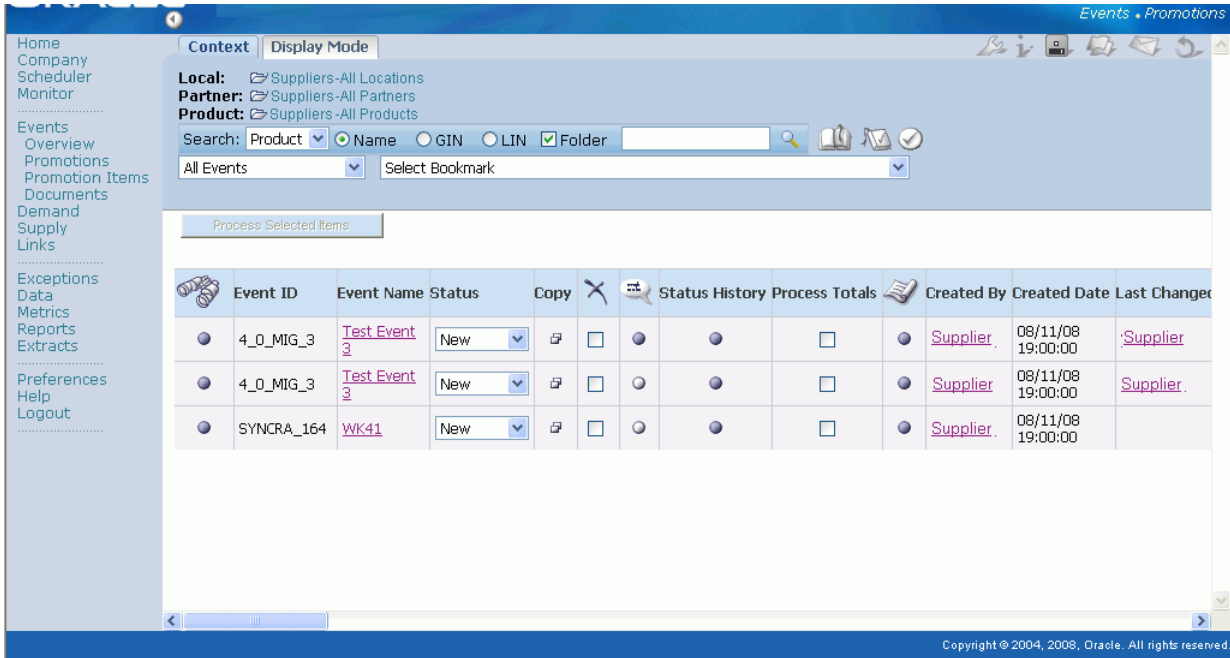 Events • Promotions
Home
Company
Scheduler
Monitor
Events
Overview
Promotions
Promotion Items
Documents
Demand
Supply
Links
Exceptions
Data
Metrics
Reports
Extracts
Preferences
Help
Logout
Context Display Mode
Local: Suppliers-All Locations
Partner: Suppliers-All Partners
Product: Suppliers-All Products
Search: Product Name GIN LIN Folder
All Events Select Bookmark
Process Selected Items
Event ID Event Name Status Copy Status History Process Totals Created By Created Date Last Changed
4_0_MIG_3 Test Event 3 New Supplier 08/11/08 19:00:00 Supplier
4_0_MIG_3 Test Event 3 New Supplier 08/11/08 19:00:00 Supplier
SYNCRA_164 WK41 New Supplier 08/11/08 19:00:00
Copyright © 2004, 2008, Oracle. All rights reserved.